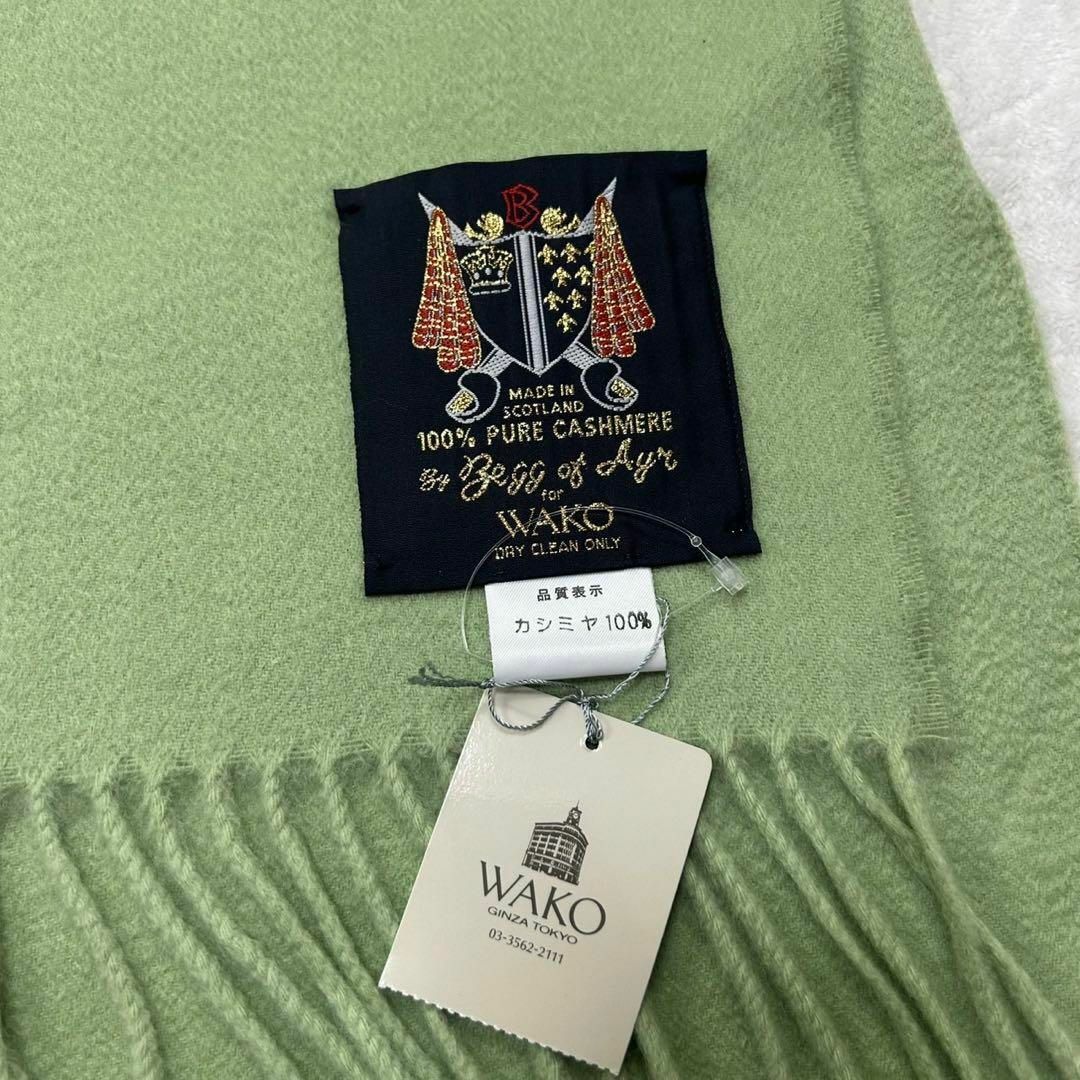 B
MADE IN
SCOTLAND
100% PURE CASHMERE
By Begg of Ayr
for
WAKO
DRY CLEAN ONLY
品質表示
カシミヤ 100%
WAKO
GINZA TOKYO
03-3562-2111